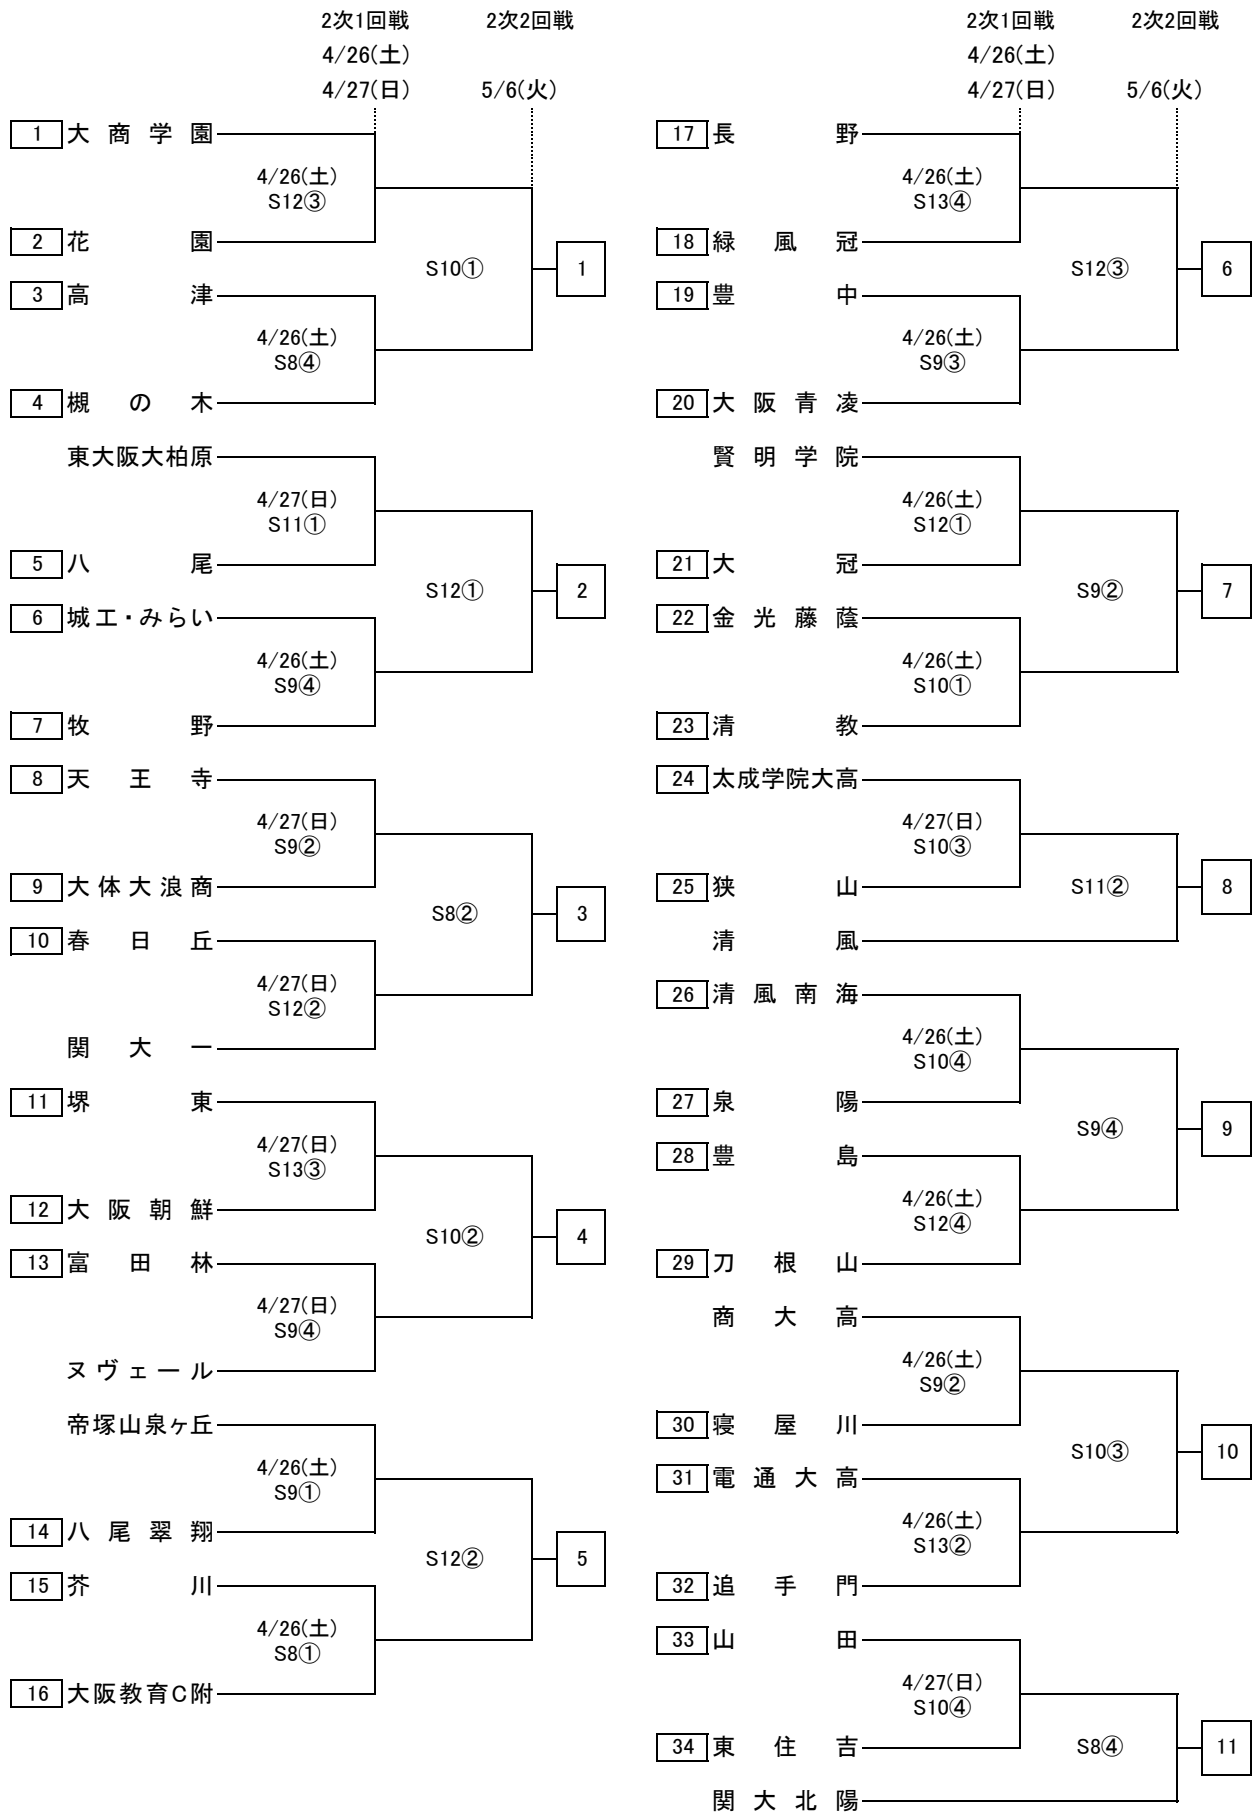 2次1回戦 2次2回戦
4/26(土)
4/27(日) 5/6(火)
1 大商学園
4/26(土)
S12③
2 花園
S10① 1
3 高津
4/26(土)
S8④
4 槻の木
東大阪大柏原
4/27(日)
S11①
5 八尾
S12① 2
6 城工・みらい
4/26(土)
S9④
7 牧野
8 天王寺
4/27(日)
S9②
9 大体大浪商
S8② 3
10 春日丘
4/27(日)
S12②
関大一
11 堺東
4/27(日)
S13③
12 大阪朝鮮
S10② 4
13 富田林
4/27(日)
S9④
ヌヴェール
帝塚山泉ヶ丘
4/26(土)
S9①
14 八尾翠翔
S12② 5
15 芥川
4/26(土)
S8①
16 大阪教育C附
2次1回戦 2次2回戦
4/26(土)
4/27(日) 5/6(火)
17 長野
4/26(土)
S13④
18 緑風冠
S12③ 6
19 豊中
4/26(土)
S9③
20 大阪青凌
賢明学院
4/26(土)
S12①
21 大冠
S9② 7
22 金光藤蔭
4/26(土)
S10①
23 清教
24 太成学院大高
4/27(日)
S10③
25 狭山
S11② 8
清風
26 清風南海
4/26(土)
S10④
27 泉陽
S9④ 9
28 豊島
4/26(土)
S12④
29 刀根山
商大高
4/26(土)
S9②
30 寝屋川
S10③ 10
31 電通大高
4/26(土)
S13②
32 追手門
33 山田
4/27(日)
S10④
34 東住吉
S8④ 11
関大北陽